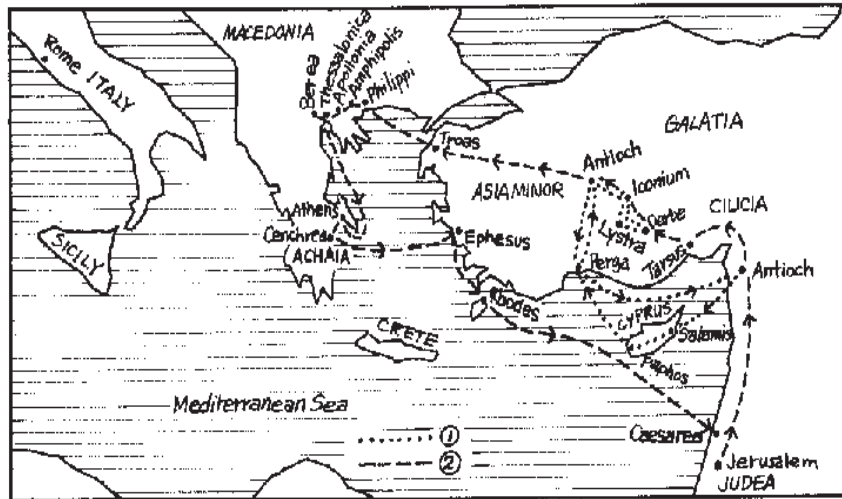 MACEDONIA
Rome ITALY
Berea
Thessalonica
Apollonia
Amphipolis
Philippi
GALATIA
Troas
Antioch
Iconium
ASIA MINOR
Derbe
CILICIA
Athens
Lystra
Cenchrea
Ephesus
Tarsus
SICILY
ACHAIA
Perga
Antioch
Rhodes
CYPRUS
Salamis
CRETE
Paphos
Mediterranean Sea
Caesarea
①
②
Jerusalem
JUDEA